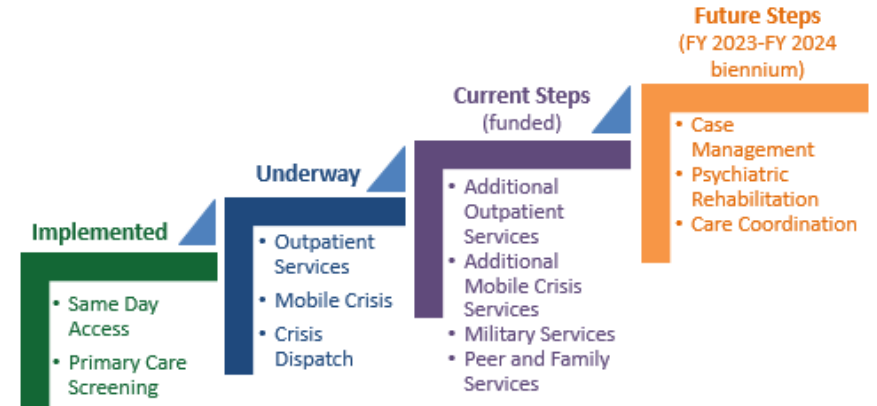 Implemented
• Same Day
Access
• Primary Care
Screening
Underway
• Outpatient
Services
• Mobile Crisis
• Crisis
Dispatch
Current Steps
(funded)
• Additional
Outpatient
Services
• Additional
Mobile Crisis
Services
• Military Services
• Peer and Family
Services
Future Steps
(FY 2023-FY 2024
biennium)
• Case
Management
• Psychiatric
Rehabilitation
• Care Coordination